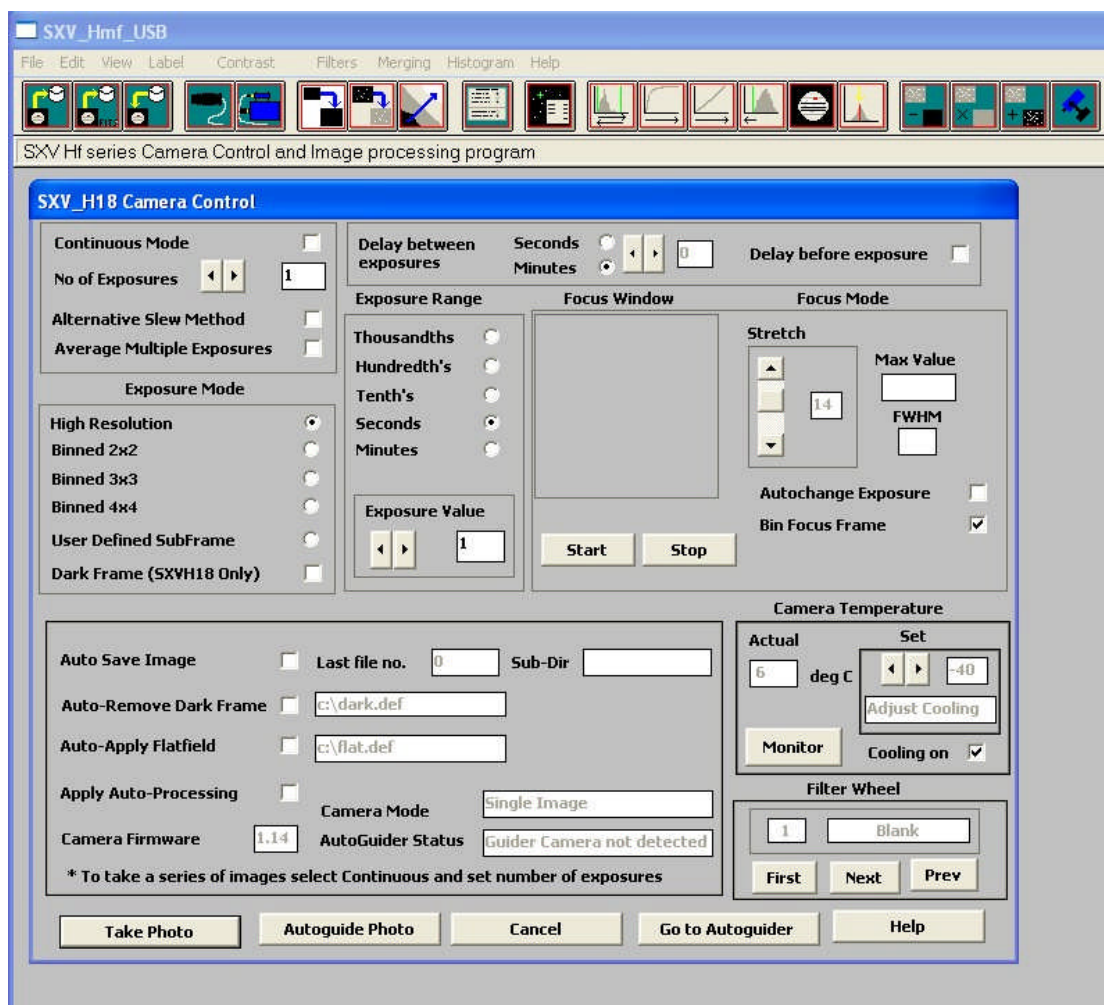 SXV_Hmf_USB
File Edit View Label Contrast Filters Merging Histogram Help
FITS
SXV Hf series Camera Control and Image processing program
SXV_H18 Camera Control
Continuous Mode
No of Exposures 1
Alternative Slew Method
Average Multiple Exposures
Delay between exposures
Seconds
Minutes
0
Delay before exposure
Exposure Mode
High Resolution
Binned 2x2
Binned 3x3
Binned 4x4
User Defined SubFrame
Dark Frame (SXVH18 Only)
Exposure Range
Thousandths
Hundredth's
Tenth's
Seconds
Minutes
Exposure Value
1
Focus Window
Start Stop
Focus Mode
Stretch
14
Max Value
FWHM
Autochange Exposure
Bin Focus Frame
Auto Save Image Last file no. 0 Sub-Dir
Auto-Remove Dark Frame c:\dark.def
Auto-Apply Flatfield c:\flat.def
Apply Auto-Processing
Camera Mode Single Image
Camera Firmware 1.14 AutoGuider Status Guider Camera not detected
* To take a series of images select Continuous and set number of exposures
Camera Temperature
Actual Set
6 deg C -40
Adjust Cooling
Monitor Cooling on
Filter Wheel
1 Blank
First Next Prev
Take Photo Autoguide Photo Cancel Go to Autoguider Help